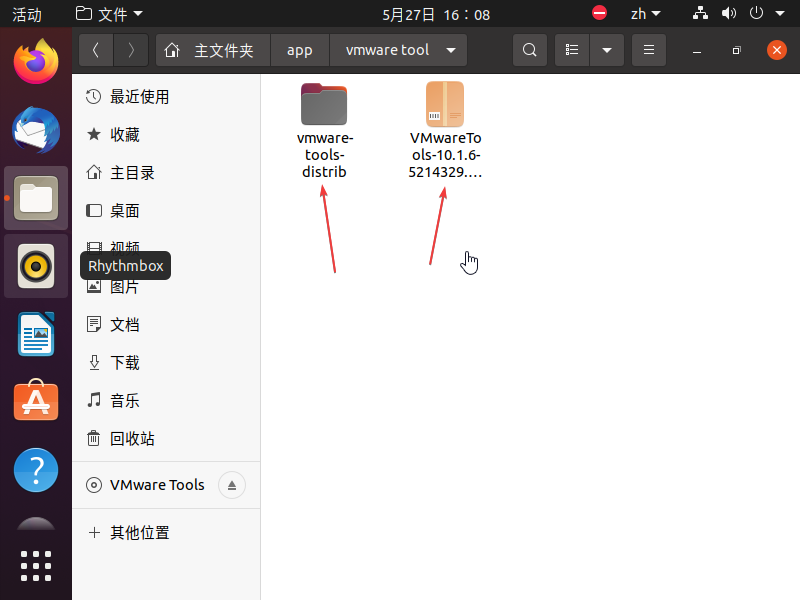 活动
文件
5月27日 16：08
zh
主文件夹
app
vmware tool
最近使用
收藏
主目录
桌面
视频
Rhythmbox
图片
文档
下载
音乐
回收站
VMware Tools
其他位置
vmware-
tools-
distrib
VMwareTo
ols-10.1.6-
5214329.…